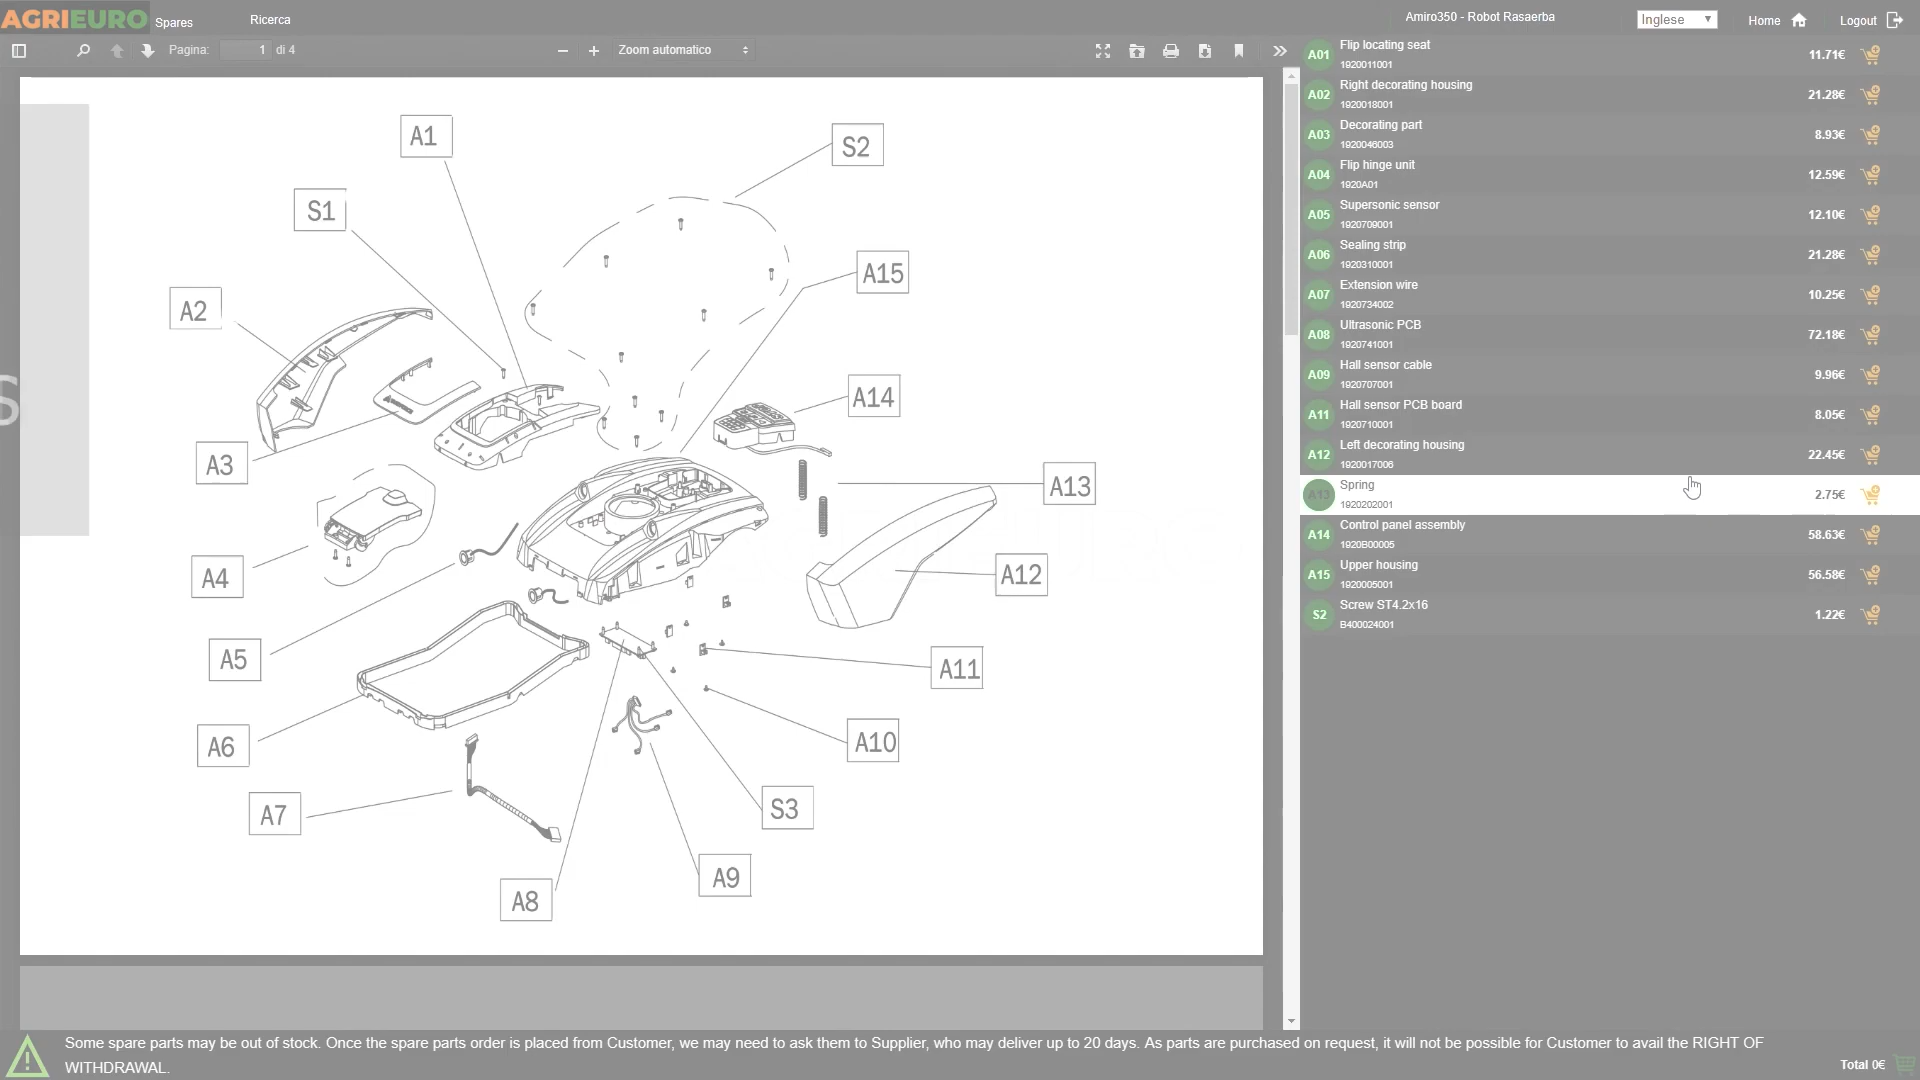 AGRIEURO Spares Ricerca Amiro350 - Robot Rasaerba Inglese Home Logout
Pagina: 1 di 4 Zoom automatico
A1
S2
S1
A15
A2
A14
A3
A13
A4
A12
A5
A11
A6
A10
A7
S3
A9
A8
S
A01 Flip locating seat 11.71€
1920011001
A02 Right decorating housing 21.28€
1920018001
A03 Decorating part 8.93€
1920046003
A04 Flip hinge unit 12.59€
1920A01
A05 Supersonic sensor 12.10€
1920709001
A06 Sealing strip 21.28€
1920310001
A07 Extension wire 10.25€
1920734002
A08 Ultrasonic PCB 72.18€
1920741001
A09 Hall sensor cable 9.96€
1920707001
A11 Hall sensor PCB board 8.05€
1920710001
A12 Left decorating housing 22.45€
1920017006
A13 Spring 2.75€
1920202001
A14 Control panel assembly 58.63€
1920B00005
A15 Upper housing 56.58€
1920005001
S2 Screw ST4.2x16 1.22€
B400024001
Some spare parts may be out of stock. Once the spare parts order is placed from Customer, we may need to ask them to Supplier, who may deliver up to 20 days. As parts are purchased on request, it will not be possible for Customer to avail the RIGHT OF
WITHDRAWAL.
Total 0€